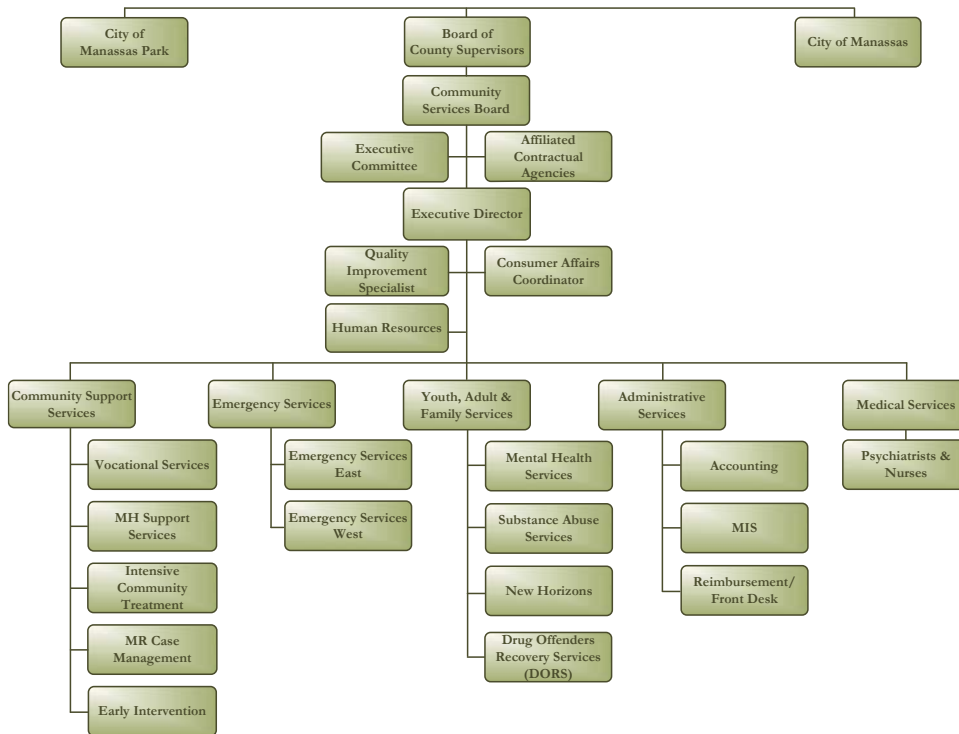 City of
Manassas Park
Board of
County Supervisors
City of Manassas
Community
Services Board
Executive
Committee
Affiliated
Contractual
Agencies
Executive Director
Quality
Improvement
Specialist
Consumer Affairs
Coordinator
Human Resources
Community Support
Services
Emergency Services
Youth, Adult &
Family Services
Administrative
Services
Medical Services
Vocational Services
MH Support
Services
Intensive
Community
Treatment
MR Case
Management
Early Intervention
Emergency Services
East
Emergency Services
West
Mental Health
Services
Substance Abuse
Services
New Horizons
Drug Offenders
Recovery Services
(DORS)
Accounting
MIS
Reimbursement/
Front Desk
Psychiatrists &
Nurses